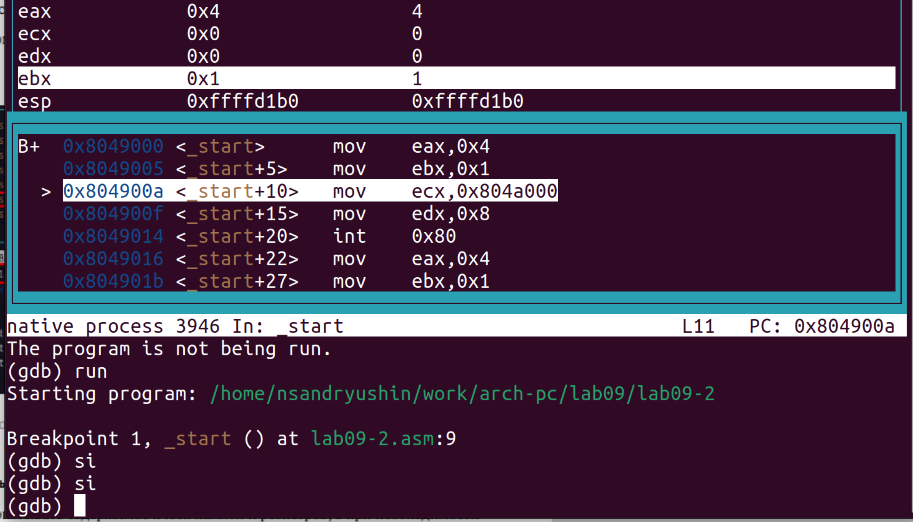 eax 0x4 4
ecx 0x0 0
edx 0x0 0
ebx 0x1 1
esp 0xffffd1b0 0xffffd1b0
B+ 0x8049000 <_start> mov eax,0x4
0x8049005 <_start+5> mov ebx,0x1
> 0x804900a <_start+10> mov ecx,0x804a000
0x804900f <_start+15> mov edx,0x8
0x8049014 <_start+20> int 0x80
0x8049016 <_start+22> mov eax,0x4
0x804901b <_start+27> mov ebx,0x1
native process 3946 In: _start L11 PC: 0x804900a
The program is not being run.
(gdb) run
Starting program: /home/nsandryushin/work/arch-pc/lab09/lab09-2
Breakpoint 1, _start () at lab09-2.asm:9
(gdb) si
(gdb) si
(gdb)